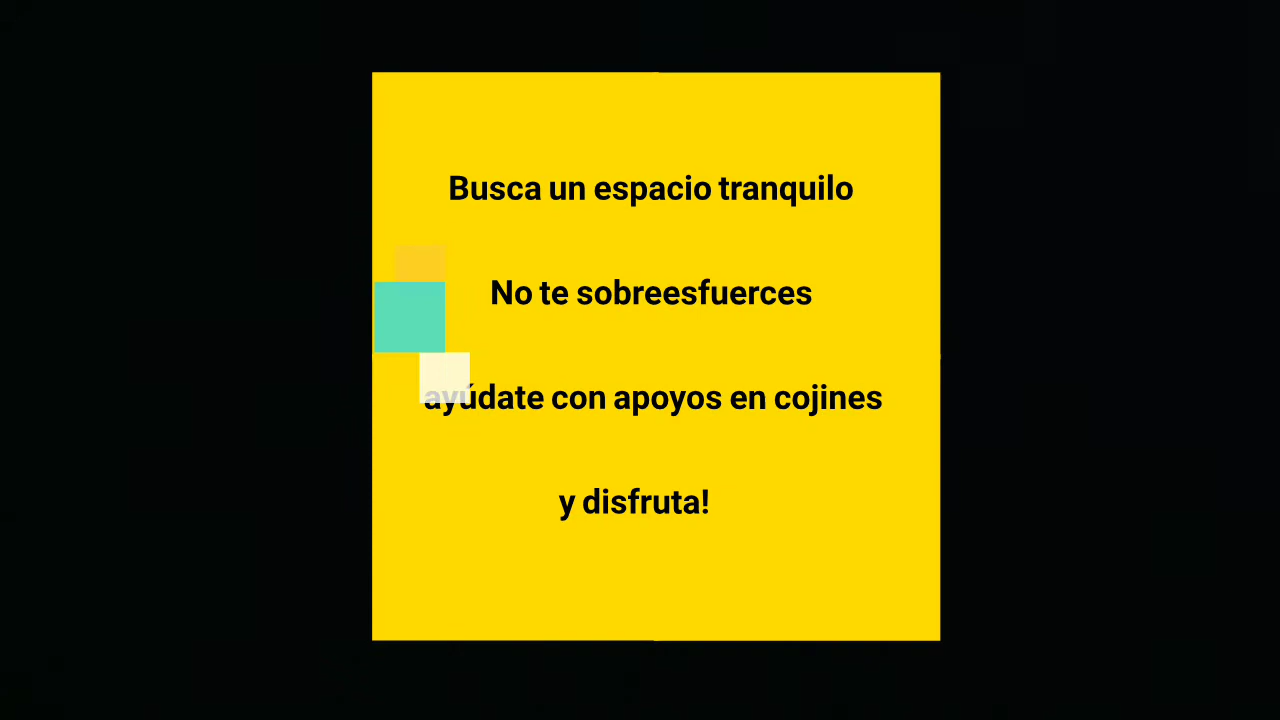 Busca un espacio tranquilo
No te sobreesfuerces
ayúdate con apoyos en cojines
y disfruta!